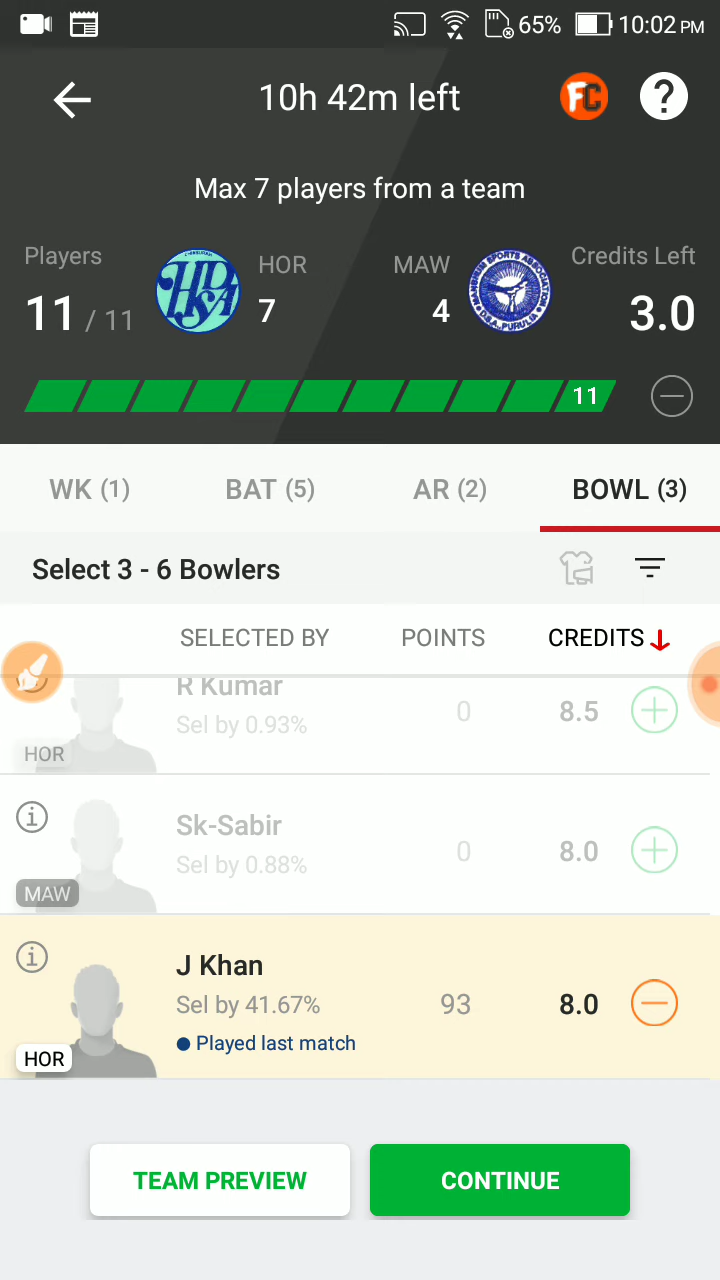 65% 10:02 PM
10h 42m left
FC
?
Max 7 players from a team
Players
HOR
MAW
Credits Left
11 / 11
7
4
3.0
11
WK (1)
BAT (5)
AR (2)
BOWL (3)
Select 3 - 6 Bowlers
SELECTED BY
POINTS
CREDITS
R Kumar
Sel by 0.93%
0
8.5
HOR
Sk-Sabir
Sel by 0.88%
0
8.0
MAW
J Khan
Sel by 41.67%
93
8.0
Played last match
HOR
TEAM PREVIEW
CONTINUE